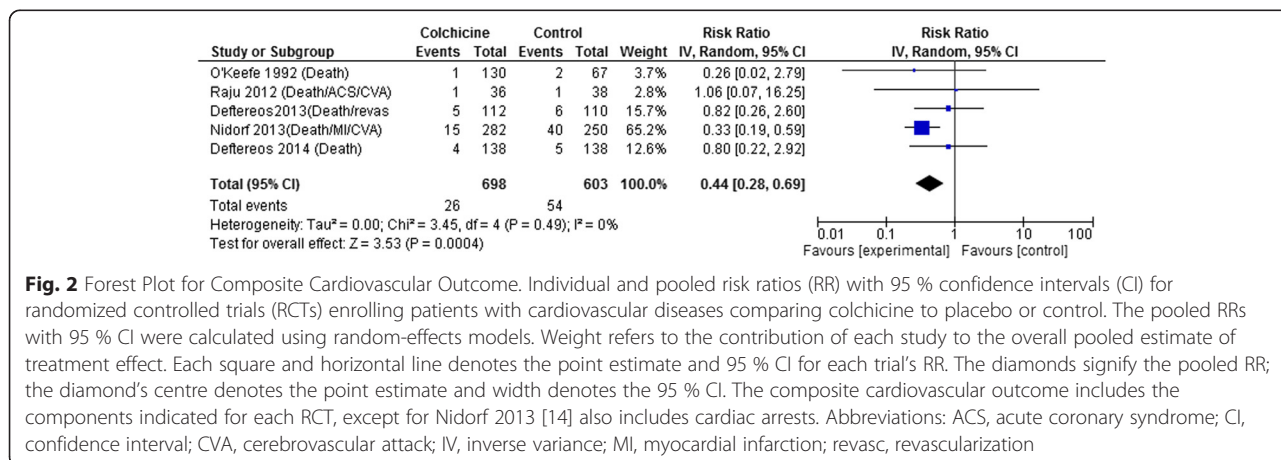 Colchicine Control Risk Ratio Risk Ratio
Study or Subgroup Events Total Events Total Weight IV, Random, 95% CI IV, Random, 95% CI
O'Keefe 1992 (Death) 1 130 2 67 3.7% 0.26 [0.02, 2.79]
Raju 2012 (Death/ACS/CVA) 1 36 1 38 2.8% 1.06 [0.07, 16.25]
Deftereos2013(Death/revas 5 112 6 110 15.7% 0.82 [0.26, 2.60]
Nidorf 2013(Death/MI/CVA) 15 282 40 250 65.2% 0.33 [0.19, 0.59]
Deftereos 2014 (Death) 4 138 5 138 12.6% 0.80 [0.22, 2.92]
Total (95% CI) 698 603 100.0% 0.44 [0.28, 0.69]
Total events 26 54
Heterogeneity: Tau² = 0.00; Chi² = 3.45, df = 4 (P = 0.49); I² = 0%
Test for overall effect: Z = 3.53 (P = 0.0004)
0.01 0.1 1 10 100
Favours [experimental] Favours [control]
Fig. 2 Forest Plot for Composite Cardiovascular Outcome. Individual and pooled risk ratios (RR) with 95 % confidence intervals (CI) for
randomized controlled trials (RCTs) enrolling patients with cardiovascular diseases comparing colchicine to placebo or control. The pooled RRs
with 95 % CI were calculated using random-effects models. Weight refers to the contribution of each study to the overall pooled estimate of
treatment effect. Each square and horizontal line denotes the point estimate and 95 % CI for each trial's RR. The diamonds signify the pooled RR;
the diamond's centre denotes the point estimate and width denotes the 95 % CI. The composite cardiovascular outcome includes the
components indicated for each RCT, except for Nidorf 2013 [14] also includes cardiac arrests. Abbreviations: ACS, acute coronary syndrome; CI,
confidence interval; CVA, cerebrovascular attack; IV, inverse variance; MI, myocardial infarction; revasc, revascularization